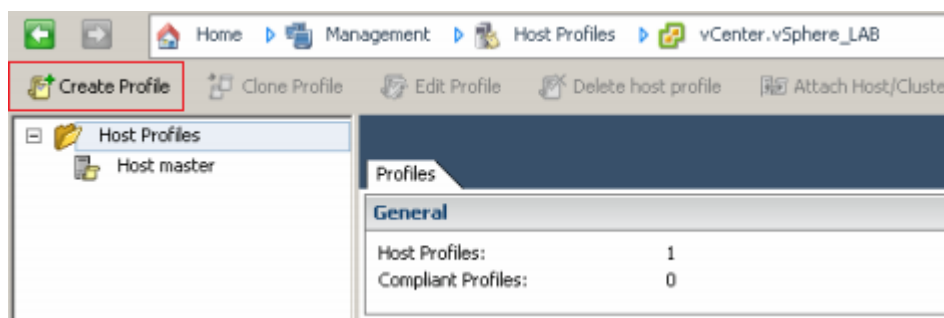 Home Management Host Profiles vCenter.vSphere_LAB
Create Profile Clone Profile Edit Profile Delete host profile Attach Host/Cluste
Host Profiles
Host master
Profiles
General
Host Profiles: 1
Compliant Profiles: 0